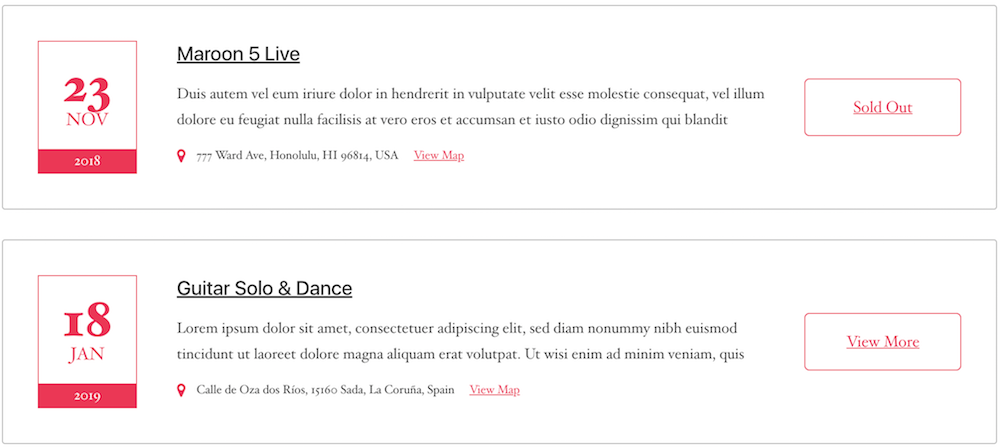 23
NOV
2018
Maroon 5 Live
Duis autem vel eum iriure dolor in hendrerit in vulputate velit esse molestie consequat, vel illum
dolore eu feugiat nulla facilisis at vero eros et accumsan et iusto odio dignissim qui blandit
777 Ward Ave, Honolulu, HI 96814, USA View Map
Sold Out
18
JAN
2019
Guitar Solo & Dance
Lorem ipsum dolor sit amet, consectetuer adipiscing elit, sed diam nonummy nibh euismod
tincidunt ut laoreet dolore magna aliquam erat volutpat. Ut wisi enim ad minim veniam, quis
Calle de Oza dos Ríos, 15160 Sada, La Coruña, Spain View Map
View More